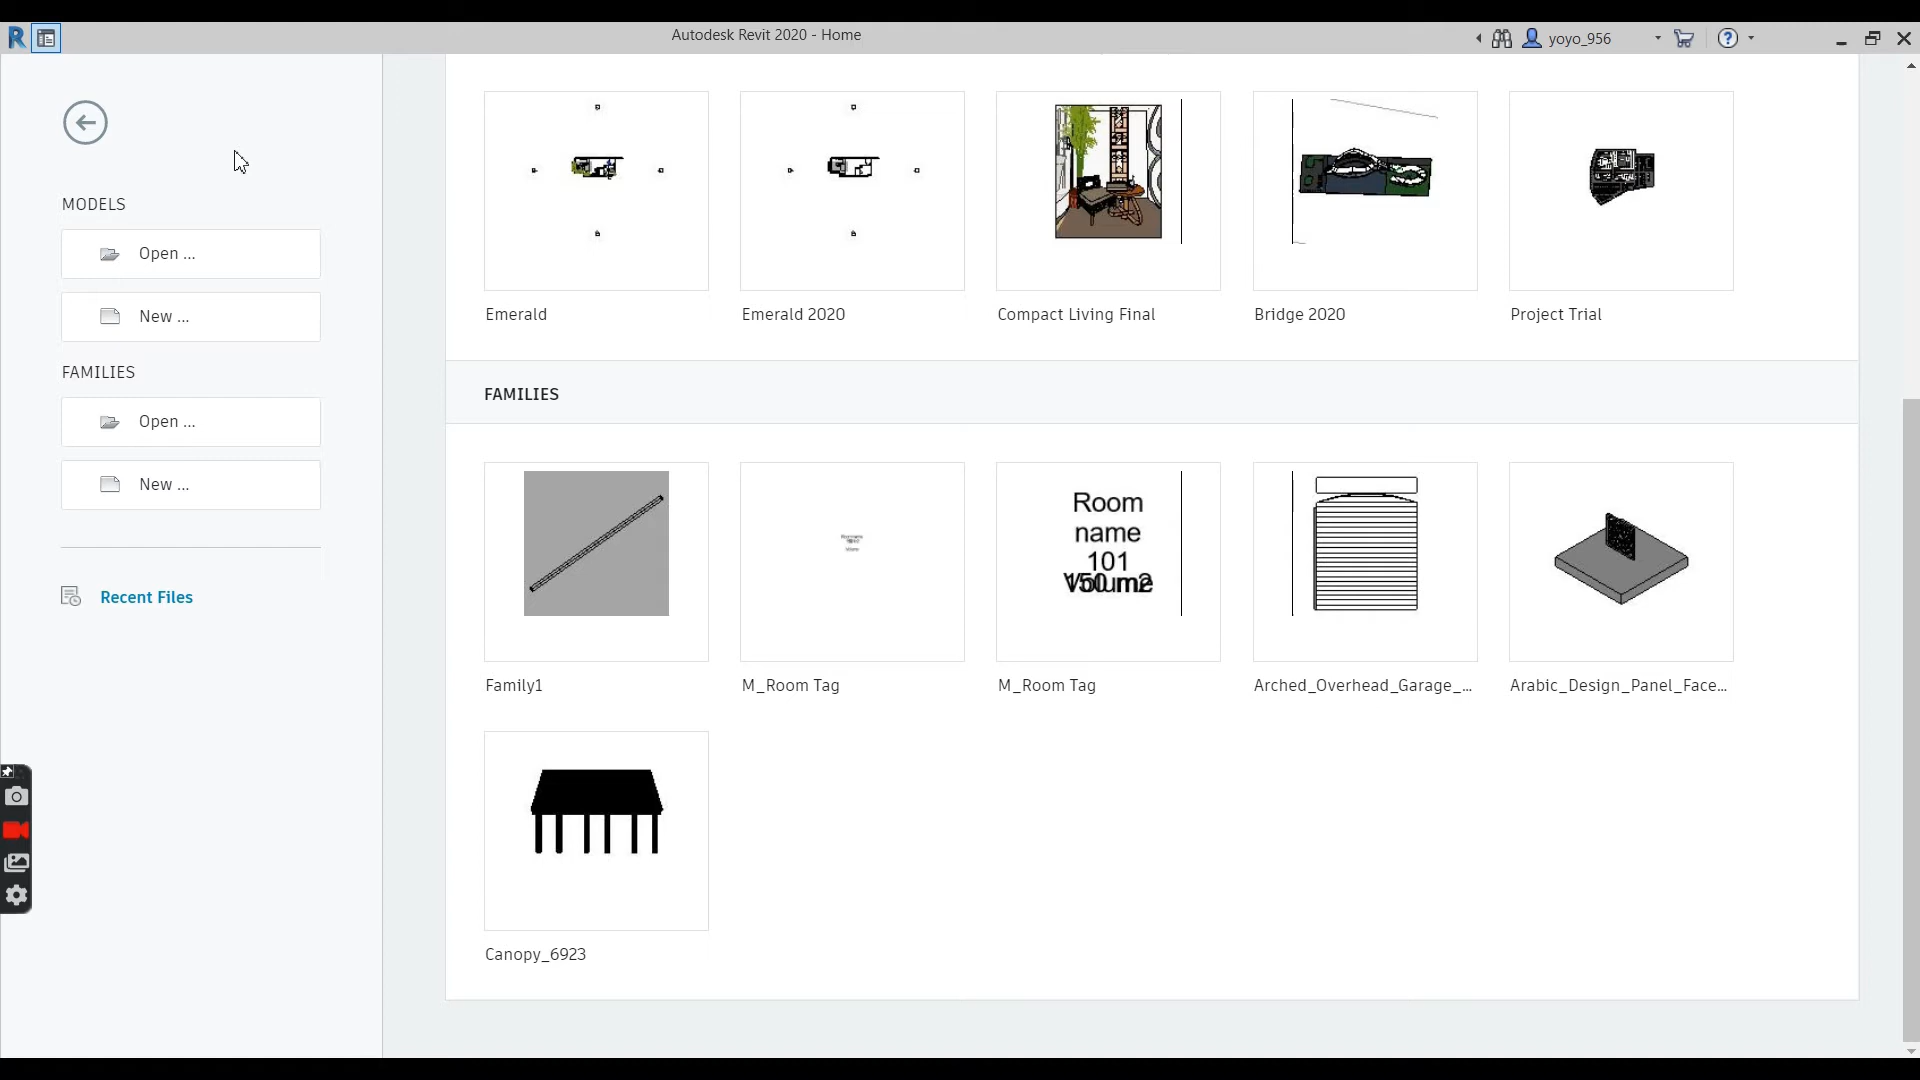 Autodesk Revit 2020 - Home
yoyo_956
MODELS
Open ...
New ...
FAMILIES
Open ...
New ...
Recent Files
Emerald
Emerald 2020
Compact Living Final
Bridge 2020
Project Trial
FAMILIES
Room
name
101
Family1
M_Room Tag
M_Room Tag
Arched_Overhead_Garage_...
Arabic_Design_Panel_Face...
Canopy_6923